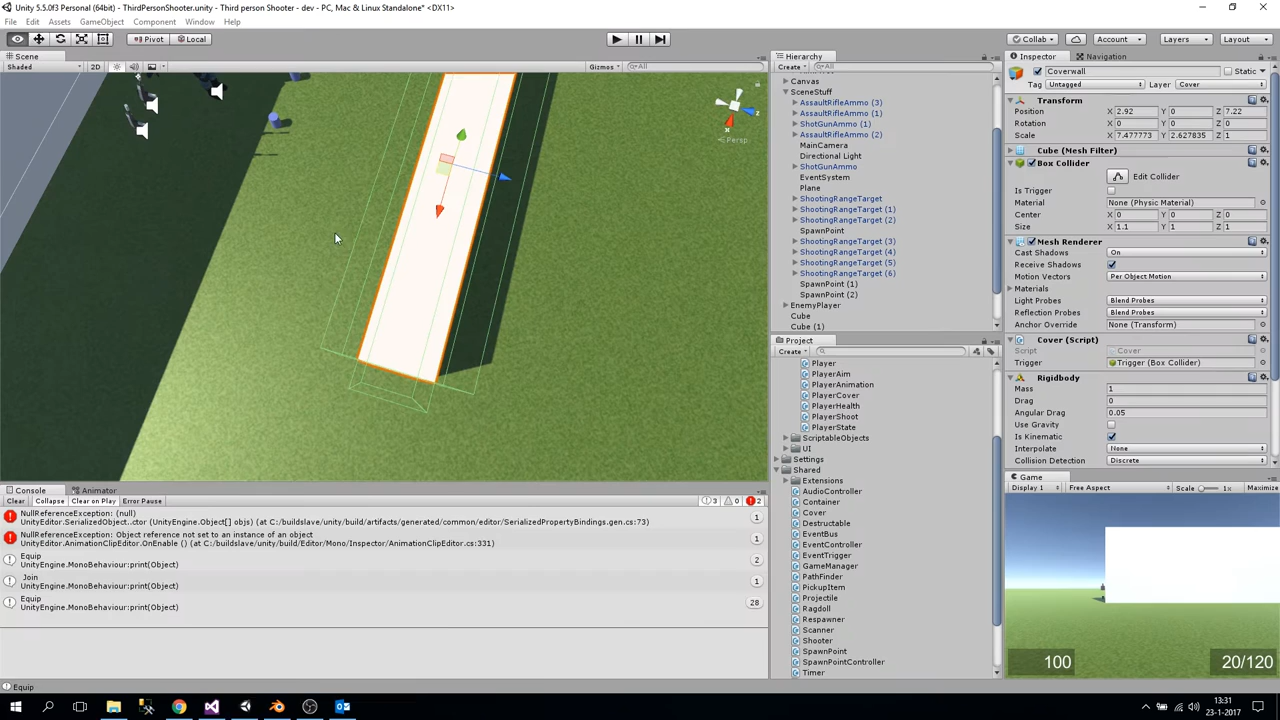 Unity 5.5.0f3 Personal (64bit) - ThirdPersonShooter.unity - Third person Shooter - dev - PC, Mac & Linux Standalone* <DX11>
File Edit Assets GameObject Component Window Help
Pivot Local Collab Account Layers Layout
Scene
Shaded 2D Gizmos All
x z
Persp
Hierarchy
Create All
Canvas
SceneStuff
AssaultRifleAmmo (3)
AssaultRifleAmmo (1)
ShotGunAmmo (1)
AssaultRifleAmmo (2)
MainCamera
Directional Light
ShotGunAmmo
EventSystem
Plane
ShootingRangeTarget
ShootingRangeTarget (1)
ShootingRangeTarget (2)
SpawnPoint
ShootingRangeTarget (3)
ShootingRangeTarget (4)
ShootingRangeTarget (5)
ShootingRangeTarget (6)
SpawnPoint (1)
SpawnPoint (2)
EnemyPlayer
Cube
Cube (1)
Project
Create
Player
PlayerAim
PlayerAnimation
PlayerCover
PlayerHealth
PlayerShoot
PlayerState
ScriptableObjects
UI
Settings
Shared
Extensions
AudioController
Container
Cover
Destructable
EventBus
EventController
EventTrigger
GameManager
PathFinder
PickupItem
Projectile
Ragdoll
Respawner
Scanner
Shooter
SpawnPoint
SpawnPointController
Timer
Inspector Navigation
Coverwall Static
Tag Untagged Layer Cover
Transform
Position X 2.92 Y 0 Z 7.22
Rotation X 0 Y 0 Z 0
Scale X 7.477773 Y 2.627835 Z 1
Cube (Mesh Filter)
Box Collider
Edit Collider
Is Trigger
Material None (Physic Material)
Center X 0 Y 0 Z 0
Size X 1.1 Y 1 Z 1
Mesh Renderer
Cast Shadows On
Receive Shadows
Motion Vectors Per Object Motion
Materials
Light Probes Blend Probes
Reflection Probes Blend Probes
Anchor Override None (Transform)
Cover (Script)
Script Cover
Trigger Trigger (Box Collider)
Rigidbody
Mass 1
Drag 0
Angular Drag 0.05
Use Gravity
Is Kinematic
Interpolate None
Collision Detection Discrete
Game
Display 1 Free Aspect Scale 1x Maximize
100 20/120
Console Animator
Clear Collapse Clear on Play Error Pause 3 0 2
NullReferenceException: (null)
UnityEditor.SerializedObject..ctor (UnityEngine.Object[] objs) (at C:/buildslave/unity/build/artifacts/generated/common/editor/SerializedPropertyBindings.gen.cs:73)
1
NullReferenceException: Object reference not set to an instance of an object
UnityEditor.AnimationClipEditor.OnEnable () (at C:/buildslave/unity/build/Editor/Mono/Inspector/AnimationClipEditor.cs:331)
1
Equip
UnityEngine.MonoBehaviour:print(Object)
2
Join
UnityEngine.MonoBehaviour:print(Object)
1
Equip
UnityEngine.MonoBehaviour:print(Object)
28
Equip
13:31
23-1-2017